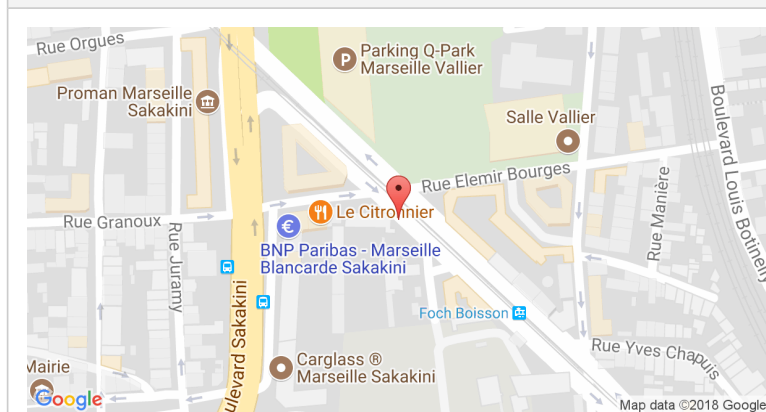 Rue Orgues
Parking Q-Park
Marseille Vallier
Proman Marseille
Sakakini
Salle Vallier
Boulevard Louis Botinelly
Rue Elemir Bourges
Rue Manière
Rue Granoux
Le Citronnier
Rue Juramy
BNP Paribas - Marseille
Blancarde Sakakini
Foch Boisson
Rue Yves Chapuis
oulevard Sakakini
Carglass ®
Marseille Sakakini
Mairie
Google
Map data ©2018 Google